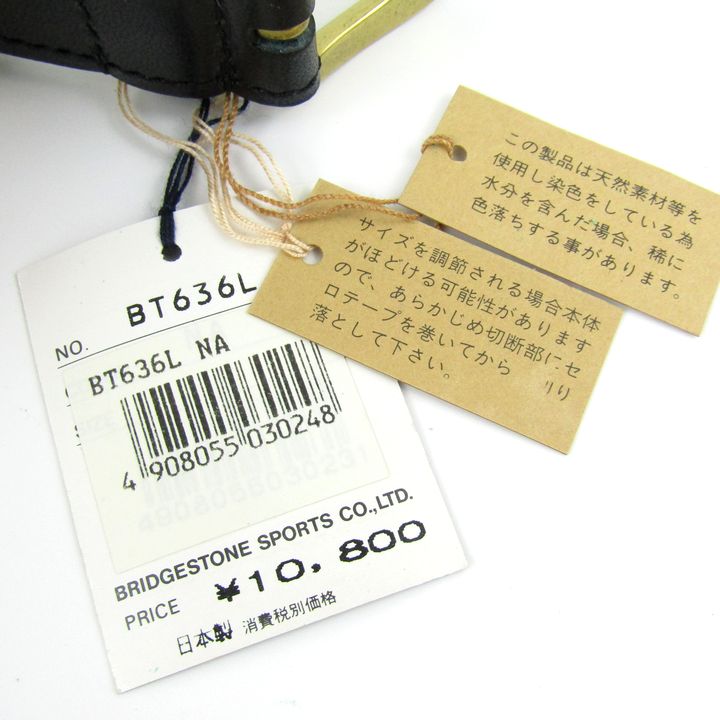 この製品は天然素材等を
使用し染色をしている為
水分を含んだ場合、稀に
色落ちする事があります。
サイズを調節される場合本体
がほどける可能性があります
ので、あらかじめ切断部にセ
ロテープを巻いてから 切り
落として下さい。
NO. BT636L
BT636L NA
4 908055 030248
BRIDGESTONE SPORTS CO.,LTD.
PRICE ¥10,800
日本製 消費税別価格